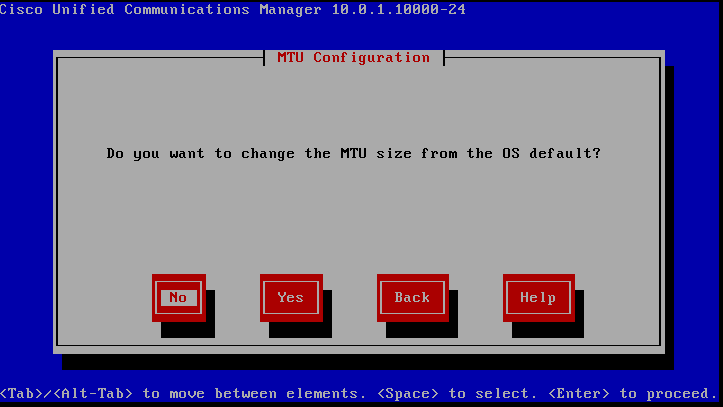 Cisco Unified Communications Manager 10.0.1.10000-24
MTU Configuration
Do you want to change the MTU size from the OS default?
No Yes Back Help
<Tab>/<Alt-Tab> to move between elements. <Space> to select. <Enter> to proceed.